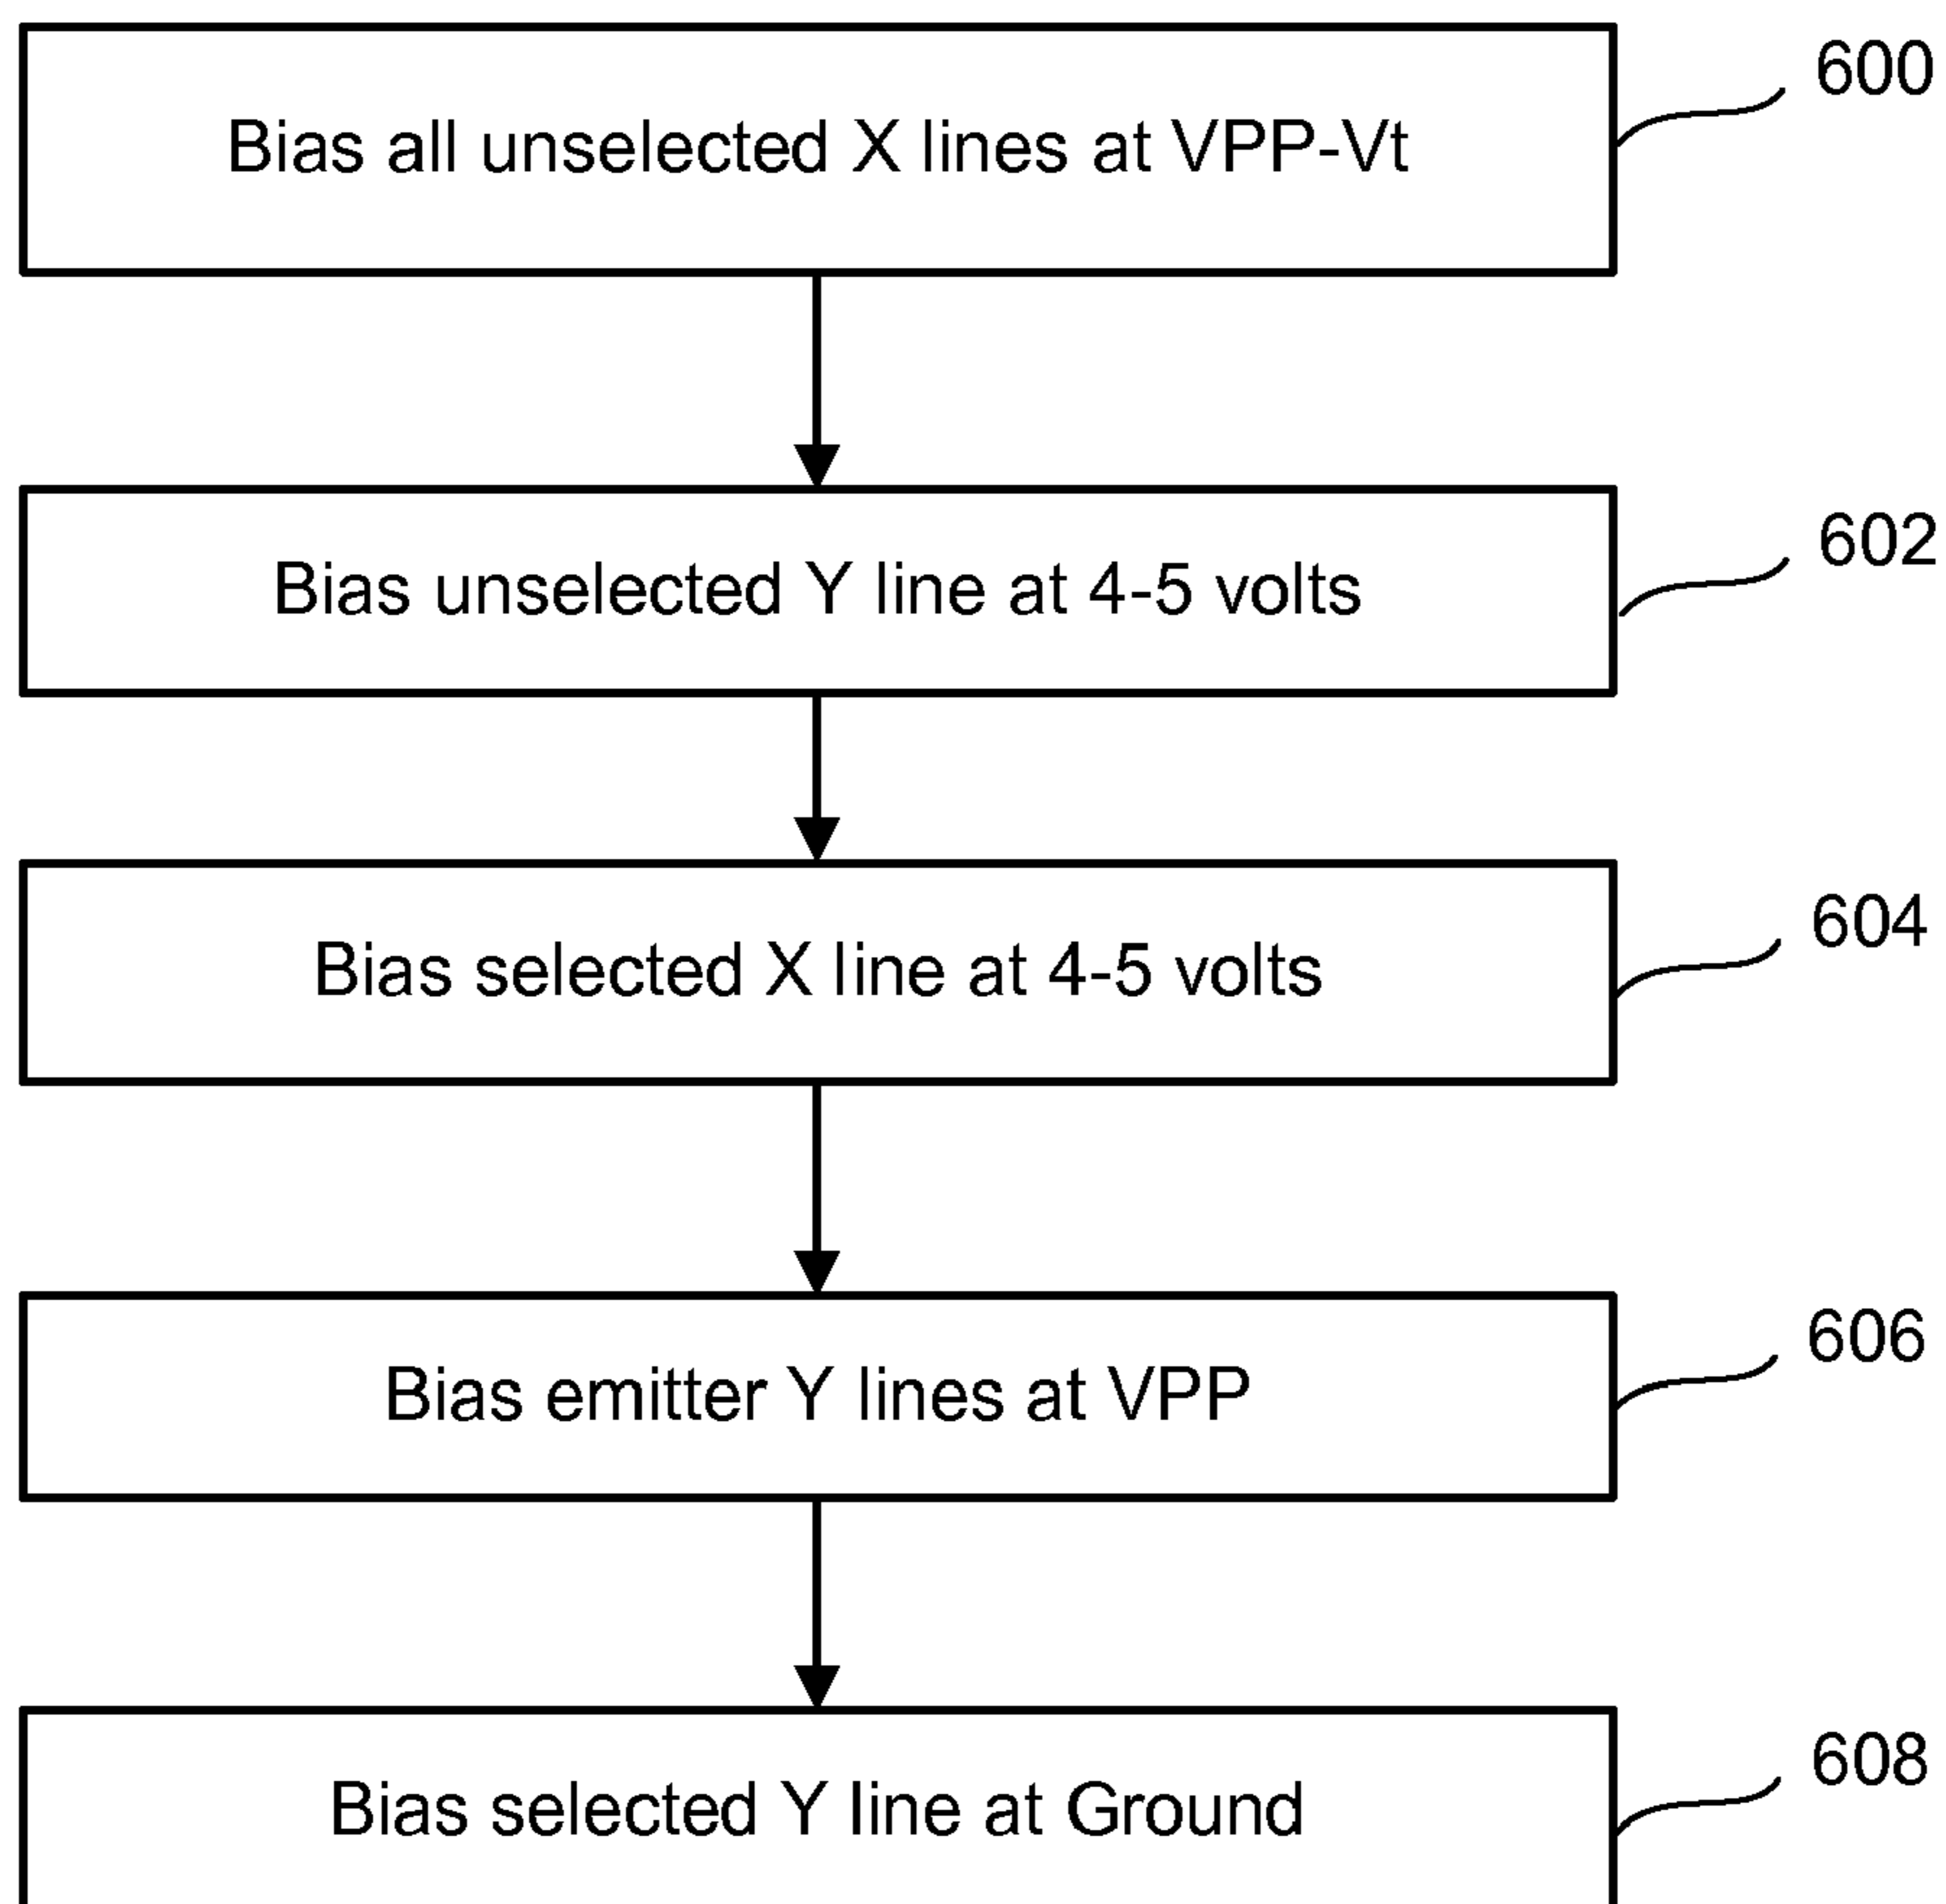 600
Bias all unselected X lines at VPP-Vt
602
Bias unselected Y line at 4-5 volts
604
Bias selected X line at 4-5 volts
606
Bias emitter Y lines at VPP
608
Bias selected Y line at Ground